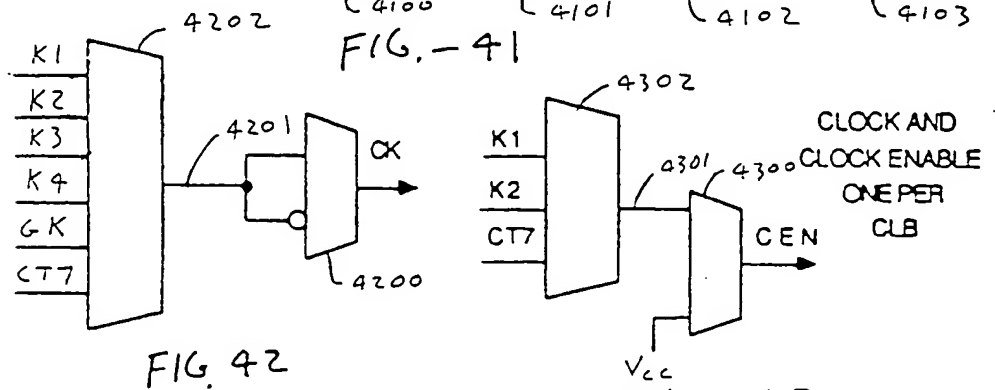 4100 4101 4102 4103
FIG.-41
4202
K1
K2
K3
K4
GK
CT7
4201
CK
4200
FIG. 42
4302
K1
K2
CT7
4301
4300
CEN
Vcc
CLOCK AND
CLOCK ENABLE
ONE PER
CLB